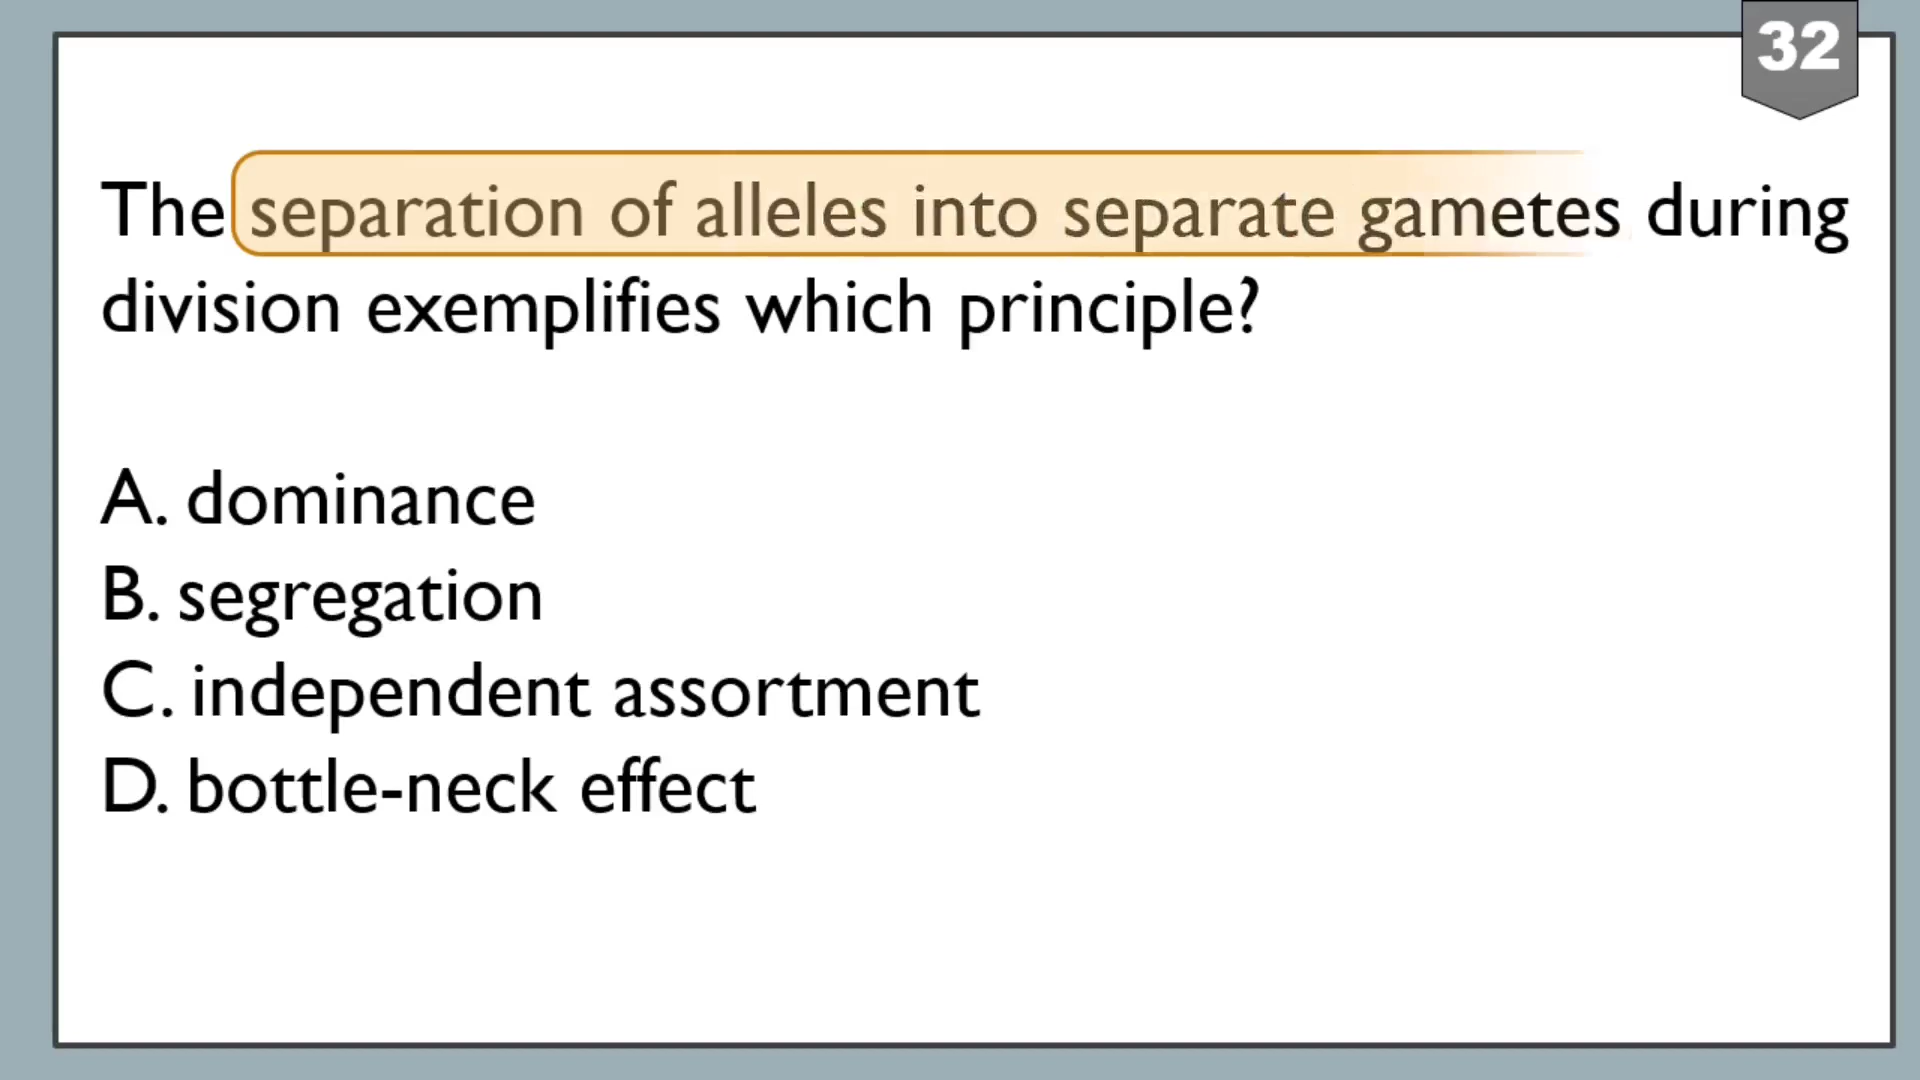 32
The separation of alleles into separate gametes during
division exemplifies which principle?
A. dominance
B. segregation
C. independent assortment
D. bottle-neck effect